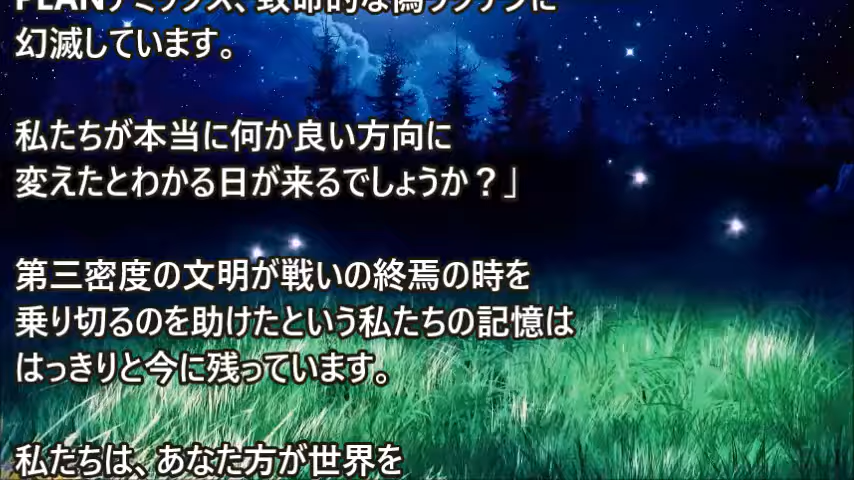 幻滅しています。
私たちが本当に何か良い方向に
変えたとわかる日が来るでしょうか？」
第三密度の文明が戦いの終焉の時を
乗り切るのを助けたという私たちの記憶は
はっきりと今に残っています。
私たちは、あなた方が世界を